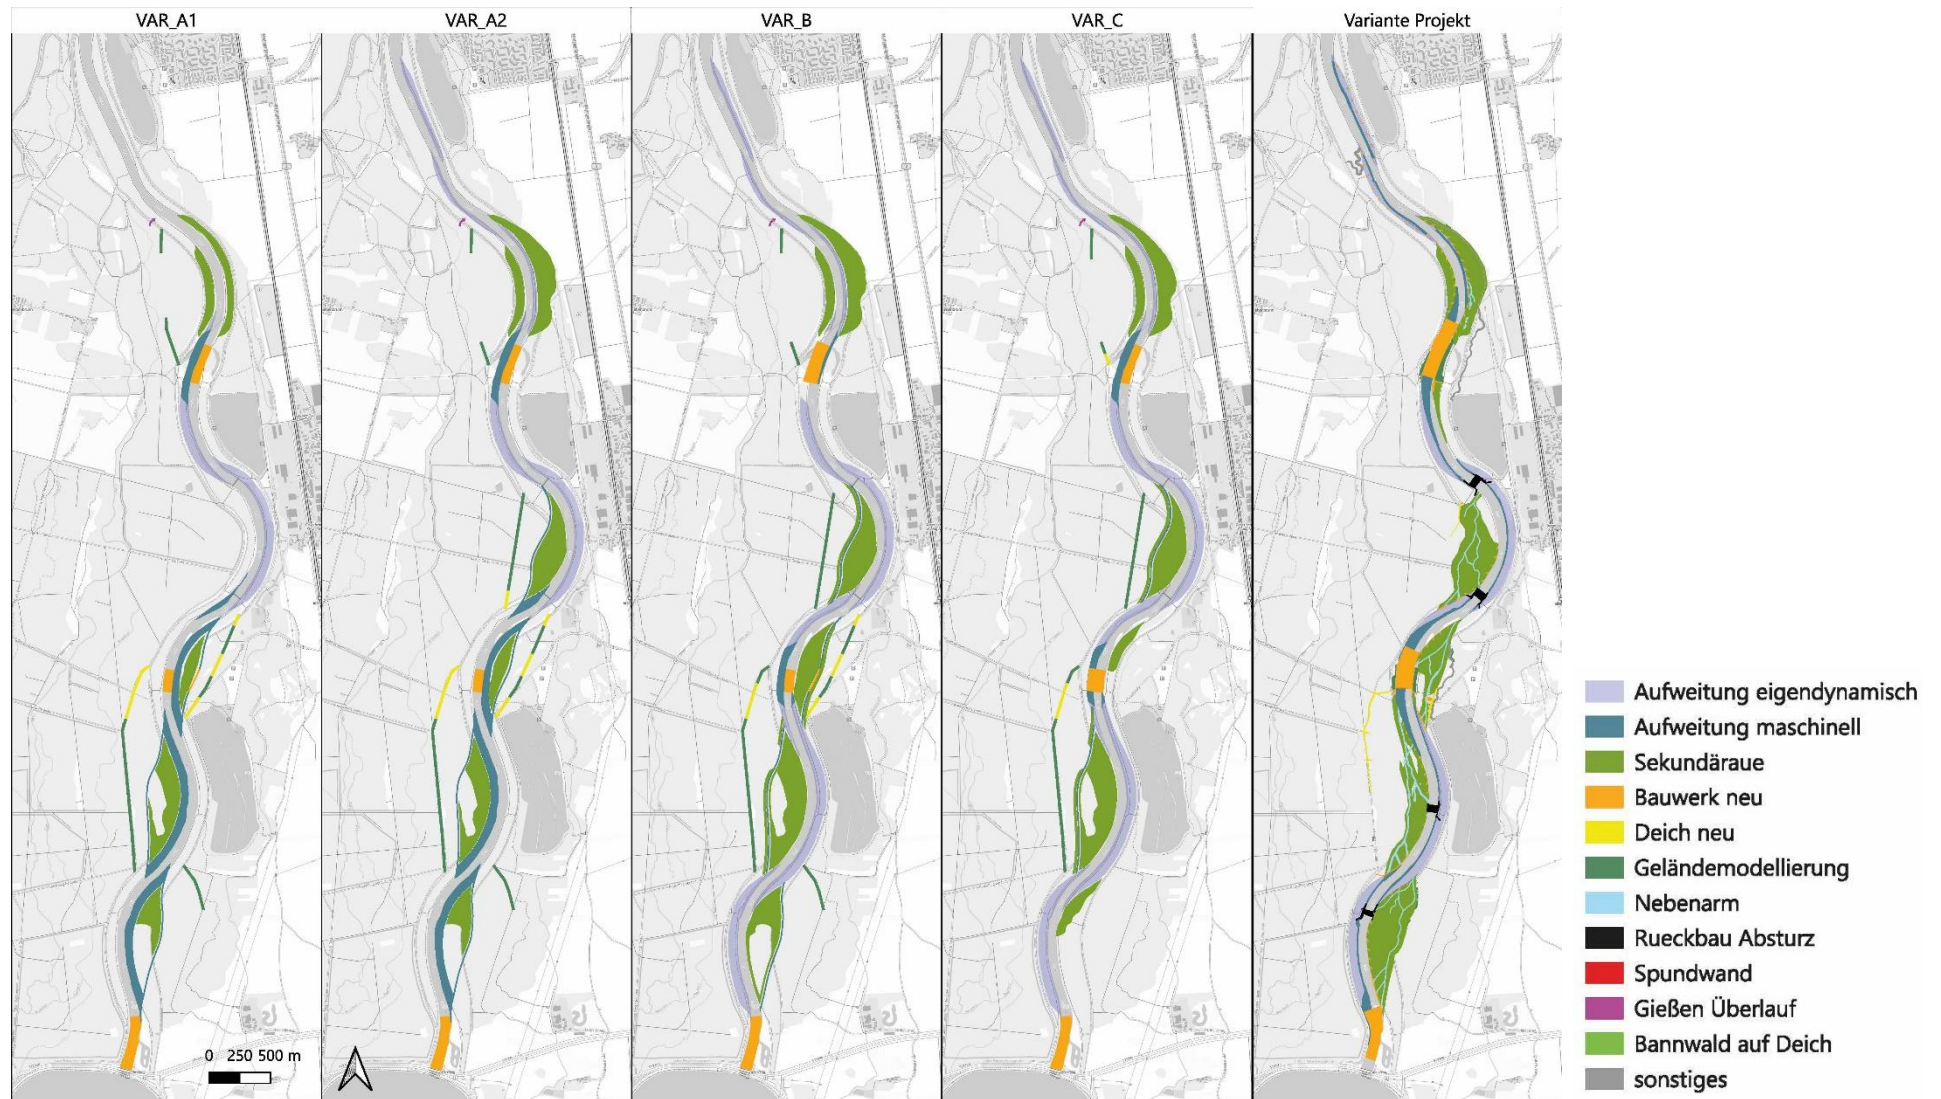 VAR_A1
VAR_A2
VAR_B
VAR_C
Variante Projekt
0 250 500 m
Aufweitung eigendynamisch
Aufweitung maschinell
Sekundäraue
Bauwerk neu
Deich neu
Geländemodellierung
Nebenarm
Rueckbau Absturz
Spundwand
Gießen Überlauf
Bannwald auf Deich
sonstiges